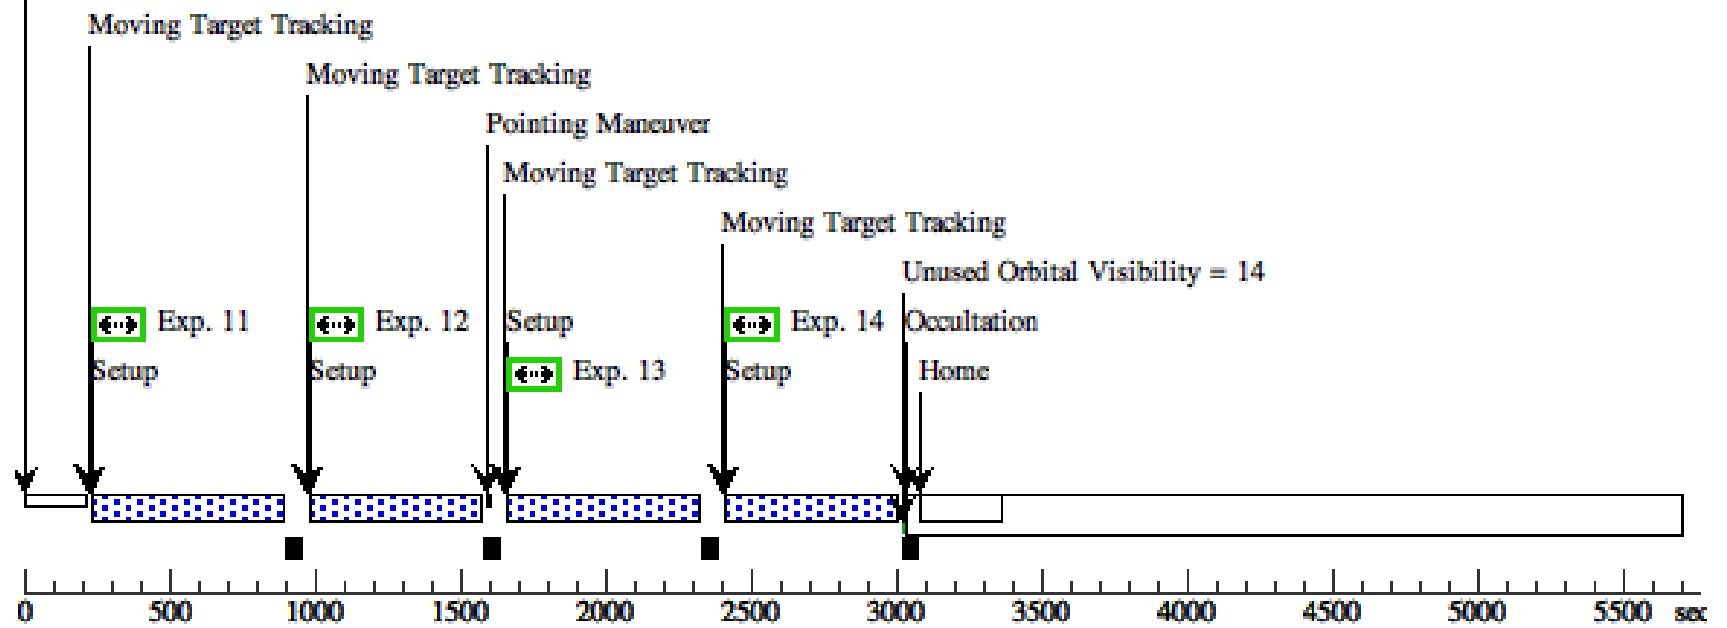 Moving Target Tracking
Moving Target Tracking
Pointing Maneuver
Moving Target Tracking
Moving Target Tracking
Unused Orbital Visibility = 14
Exp. 11 Exp. 12 Setup Exp. 14 Occultation
Setup Setup Exp. 13 Setup Home
0 500 1000 1500 2000 2500 3000 3500 4000 4500 5000 5500 sec